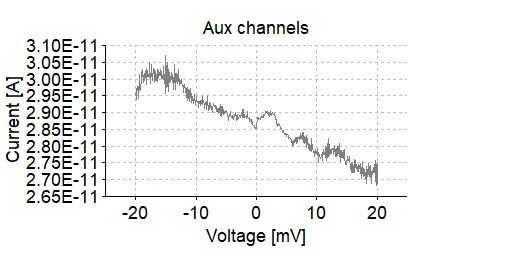 Aux channels
3.10E-11
3.05E-11
3.00E-11
2.95E-11
2.90E-11
2.85E-11
2.80E-11
2.75E-11
2.70E-11
2.65E-11
Current [A]
-20 -10 0 10 20
Voltage [mV]